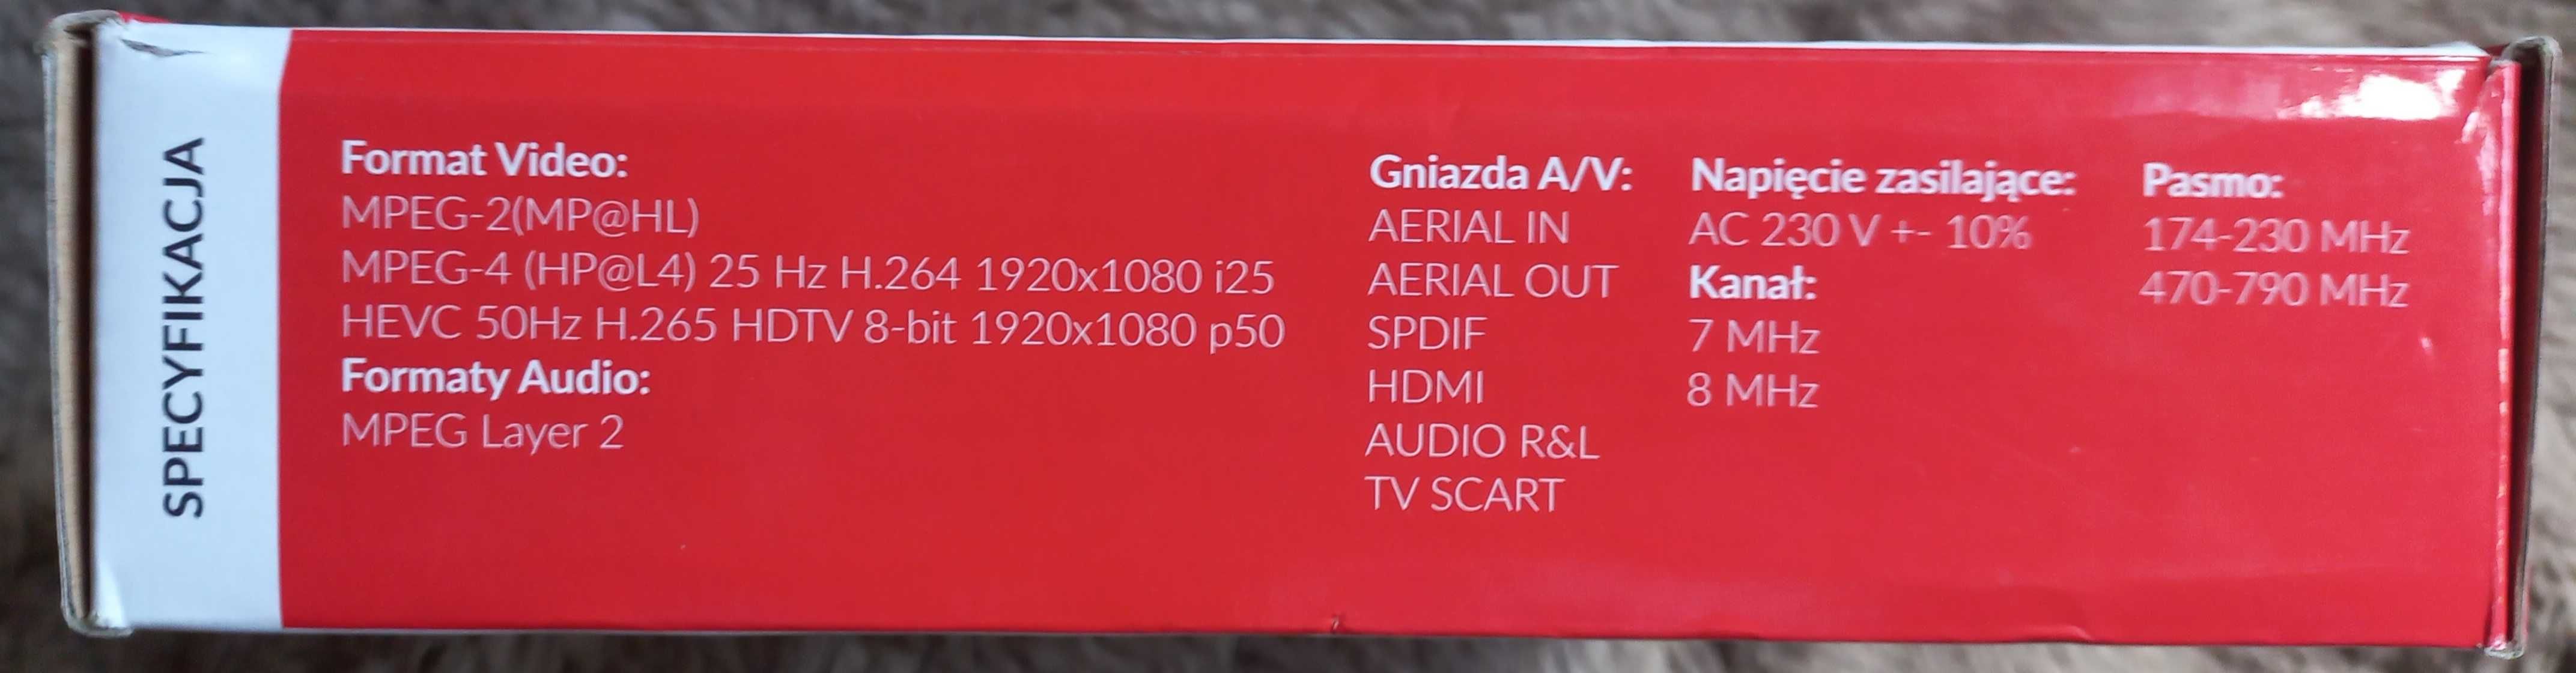 SPECYFIKACJA
Format Video:
MPEG-2(MP@HL)
MPEG-4 (HP@L4) 25 Hz H.264 1920x1080 i25
HEVC 50Hz H.265 HDTV 8-bit 1920x1080 p50
Formaty Audio:
MPEG Layer 2
Gniazda A/V:
AERIAL IN
AERIAL OUT
SPDIF
HDMI
AUDIO R&L
TV SCART
Napięcie zasilające:
AC 230 V +- 10%
Kanał:
7 MHz
8 MHz
Pasmo:
174-230 MHz
470-790 MHz